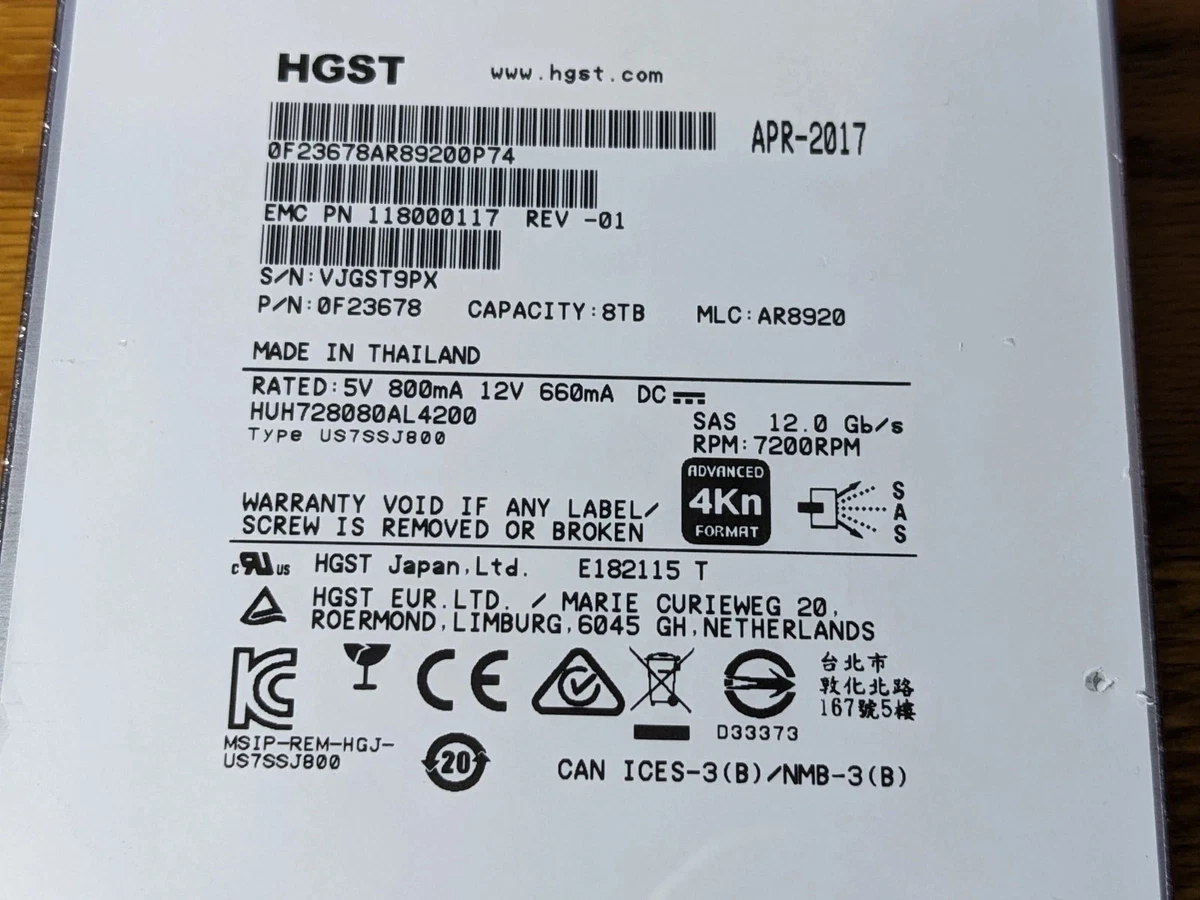 HGST www.hgst.com
APR-2017
0F23678AR89200P74
EMC PN 118000117 REV -01
S/N:VJGST9PX
P/N:0F23678 CAPACITY:8TB MLC:AR8920
MADE IN THAILAND
RATED:5V 800mA 12V 660mA DC
HUH728080AL4200
Type US7SSJ800
SAS 12.0 Gb/s
RPM:7200RPM
WARRANTY VOID IF ANY LABEL/
SCREW IS REMOVED OR BROKEN
ADVANCED
4Kn
FORMAT
SAS
c RU US HGST Japan,Ltd. E182115 T
HGST EUR.LTD. / MARIE CURIEWEG 20,
ROERMOND,LIMBURG,6045 GH,NETHERLANDS
CE
台北市
敦化北路
167號5樓
D33373
MSIP-REM-HGJ-
US7SSJ800
20
CAN ICES-3(B)/NMB-3(B)